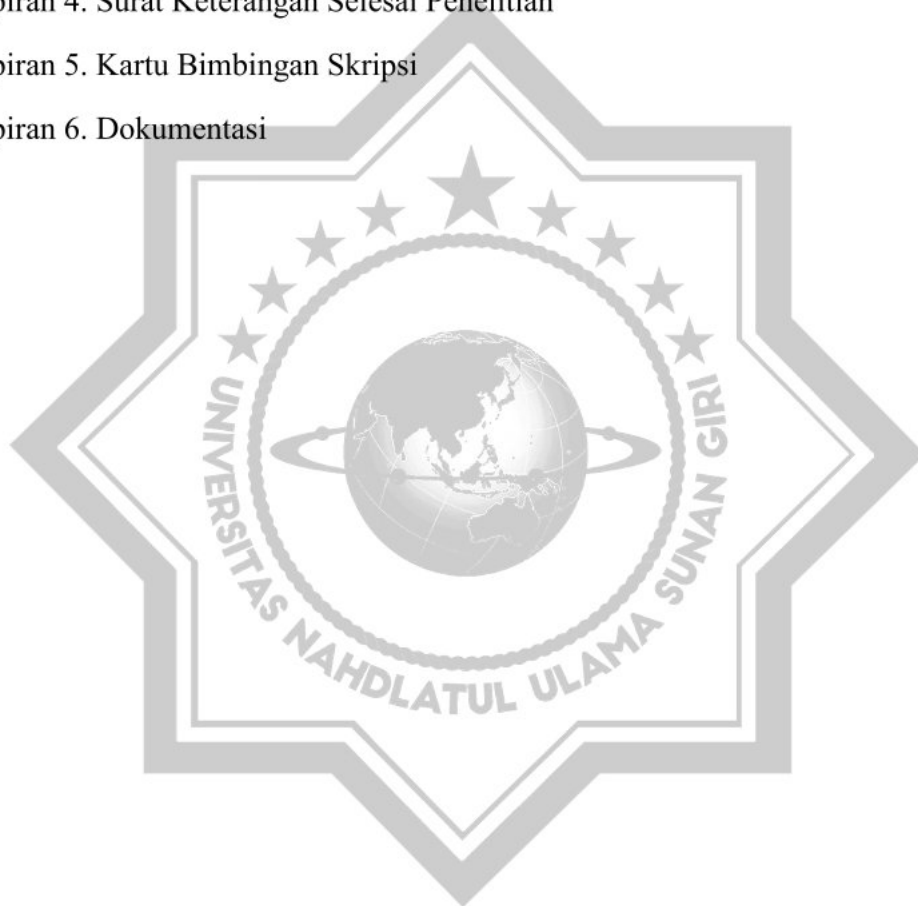 piran 4. Surat Keterangan Selesai Penelitian
piran 5. Kartu Bimbingan Skripsi
piran 6. Dokumentasi
UNIVERSITAS NAHDLATUL ULAMA SUNAN GIRI